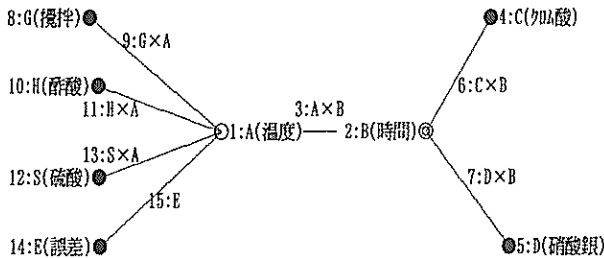 8:G(攪拌)
4:C(ｸﾛﾑ酸)
9:G×A
10:H(酢酸)
6:C×B
11:H×A
3:A×B
1:A(温度)
2:B(時間)
13:S×A
12:S(硫酸)
7:D×B
15:E
14:E(誤差)
5:D(硝酸銀)